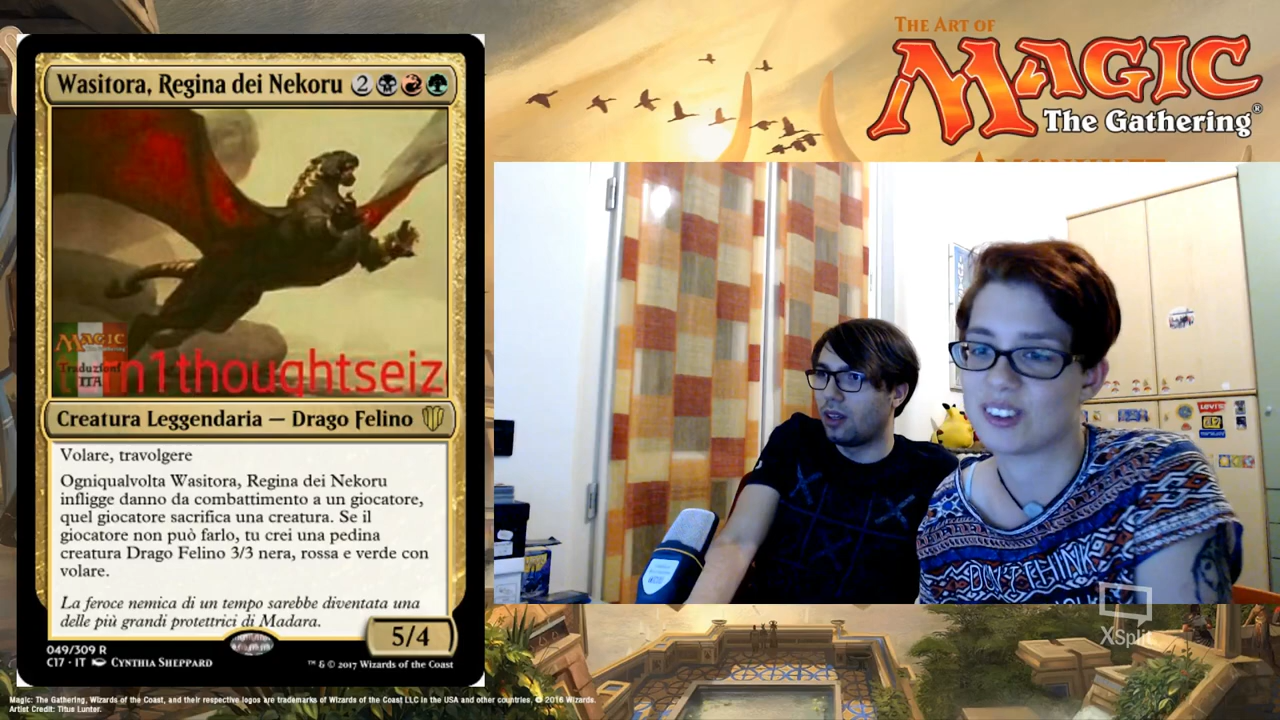 Wasitora, Regina dei Nekoru 2
MAGIC
Traduzioni
ITA
rn1thoughtseiz
Creatura Leggendaria — Drago Felino
Volare, travolgere
Ogniqualvolta Wasitora, Regina dei Nekoru
infligge danno da combattimento a un giocatore,
quel giocatore sacrifica una creatura. Se il
giocatore non può farlo, tu crei una pedina
creatura Drago Felino 3/3 nera, rossa e verde con
volare.
La feroce nemica di un tempo sarebbe diventata una
delle più grandi protettrici di Madara.
5/4
049/309 R
C17 - IT CYNTHIA SHEPPARD
™ & © 2017 Wizards of the Coast
THE ART OF
MAGIC
The Gathering®
DON'T THINK
LEVI'S
XSplit
Magic: The Gathering, Wizards of the Coast, and their respective logos are trademarks of Wizards of the Coast LLC in the USA and other countries. © 2016 Wizards.
Artist Credit: Titus Lunter.